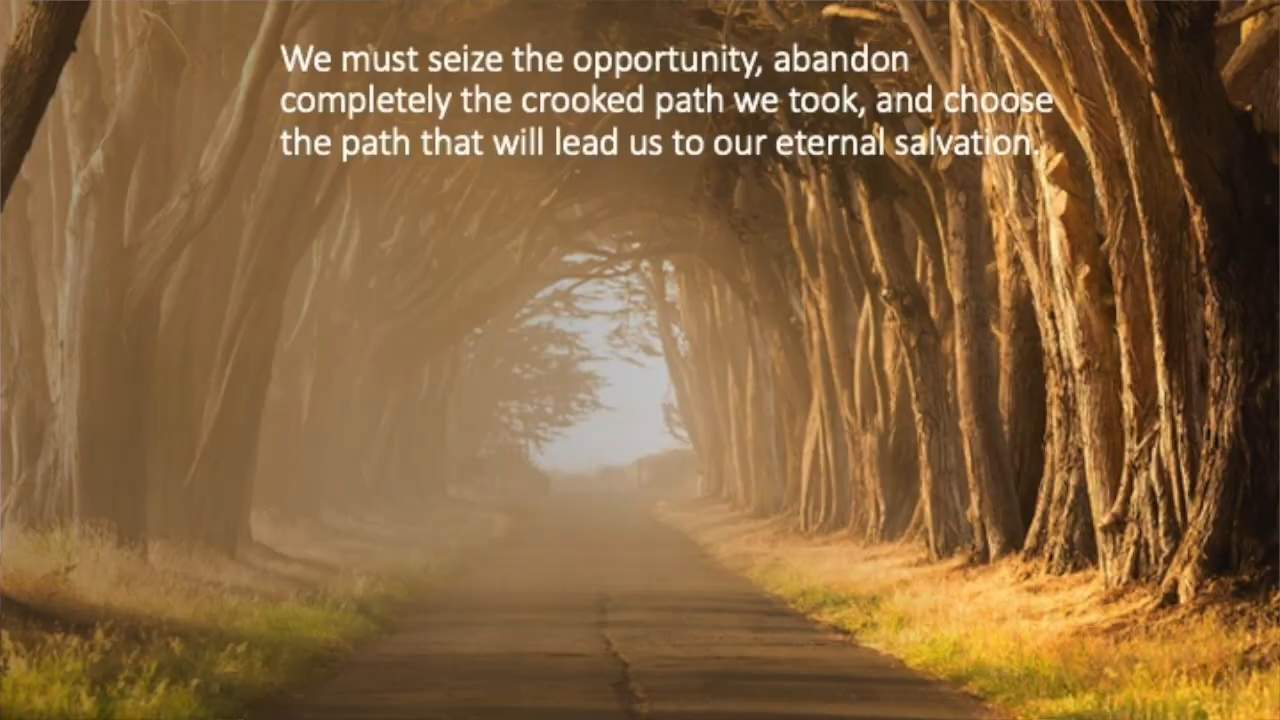 We must seize the opportunity, abandon
completely the crooked path we took, and choose
the path that will lead us to our eternal salvation.